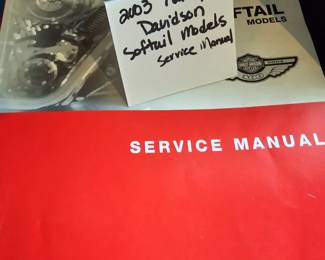 2003
Davidson
Softail Models
Service Manual
FTAIL
MODELS
SERVICE MANUAL